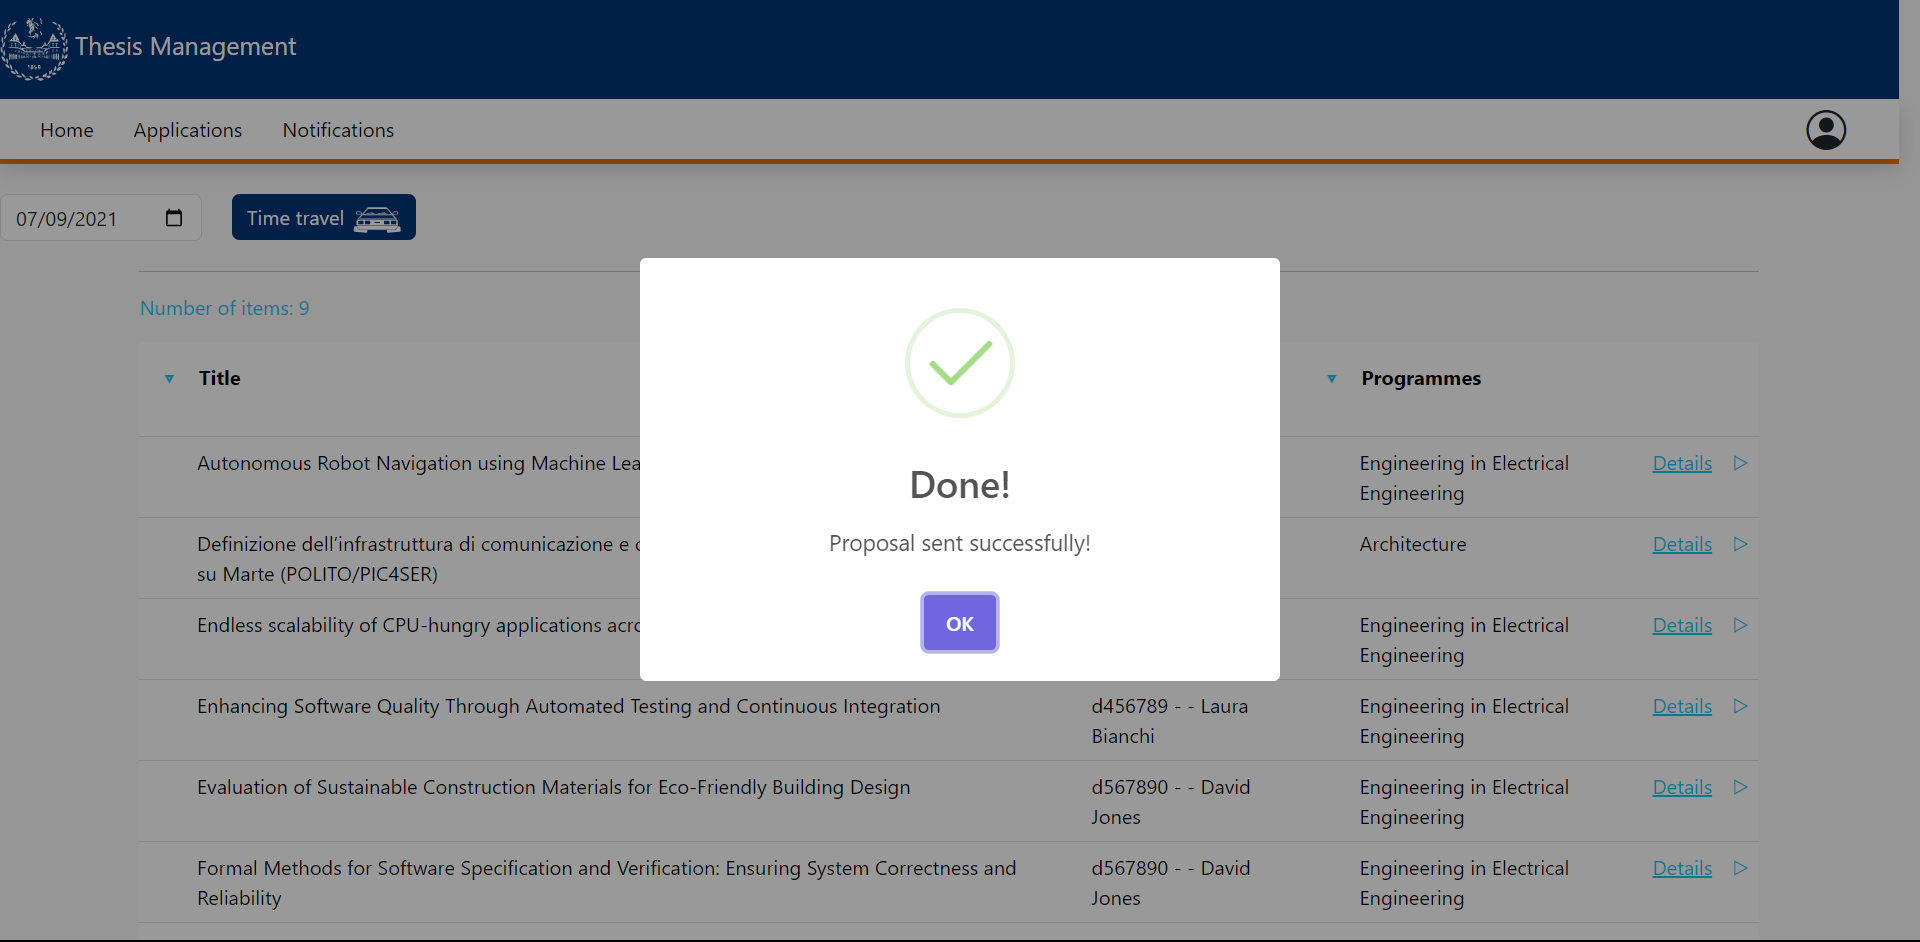 Thesis Management
Home Applications Notifications
07/09/2021 Time travel
Number of items: 9
Title Programmes
Autonomous Robot Navigation using Machine Lea
Engineering in Electrical
Engineering
Details
Definizione dell'infrastruttura di comunicazione e
su Marte (POLITO/PIC4SER)
Architecture
Details
Endless scalability of CPU-hungry applications acro
Engineering in Electrical
Engineering
Details
Done!
Proposal sent successfully!
OK
Enhancing Software Quality Through Automated Testing and Continuous Integration
d456789 - - Laura
Bianchi
Engineering in Electrical
Engineering
Details
Evaluation of Sustainable Construction Materials for Eco-Friendly Building Design
d567890 - - David
Jones
Engineering in Electrical
Engineering
Details
Formal Methods for Software Specification and Verification: Ensuring System Correctness and
Reliability
d567890 - - David
Jones
Engineering in Electrical
Engineering
Details